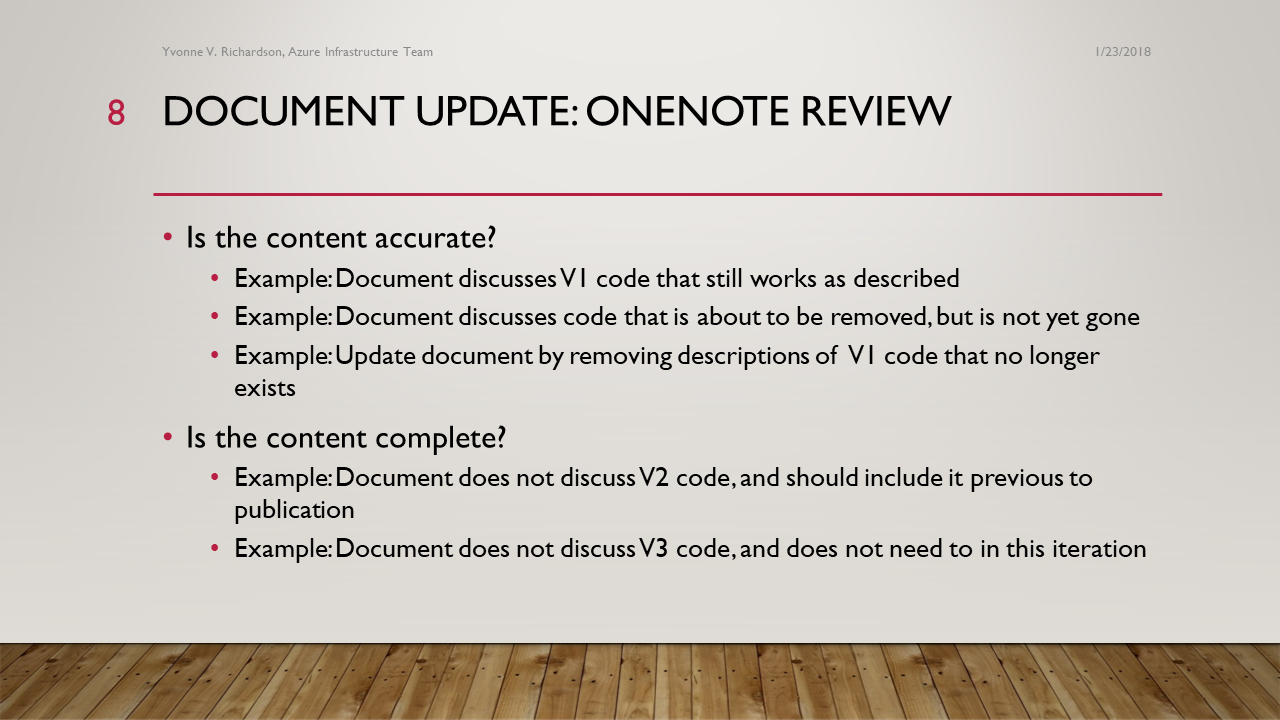 Yvonne V. Richardson, Azure Infrastructure Team
1/23/2018
8
DOCUMENT UPDATE: ONENOTE REVIEW
• Is the content accurate?
• Example: Document discusses V1 code that still works as described
• Example: Document discusses code that is about to be removed, but is not yet gone
• Example: Update document by removing descriptions of V1 code that no longer
exists
• Is the content complete?
• Example: Document does not discuss V2 code, and should include it previous to
publication
• Example: Document does not discuss V3 code, and does not need to in this iteration